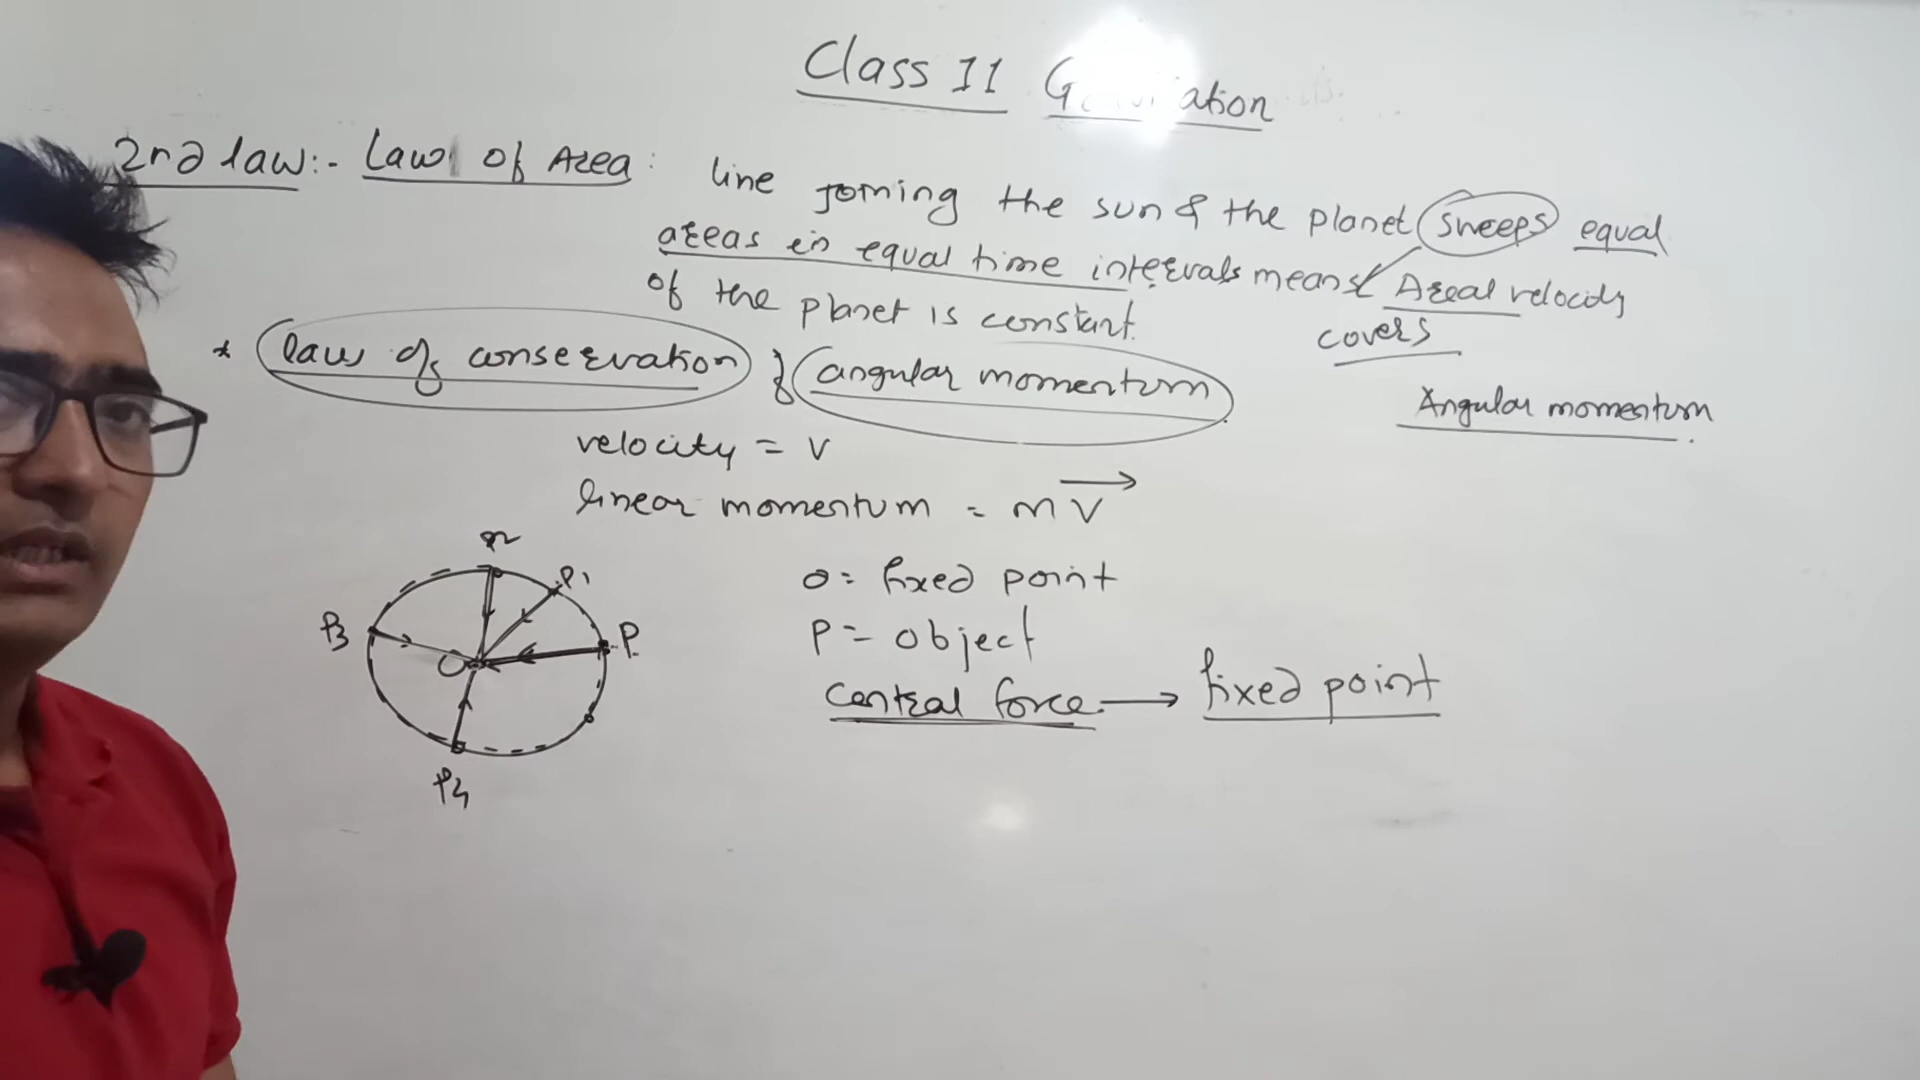 Class 11 Gravitation
2nd law:- Law of Area: line joining the sun & the planet sweeps equal
areas in equal time intervals means Areal velocity
of the planet is constant.
covers
* law of conservation of angular momentum
Angular momentum
velocity = v
linear momentum = mv
P2
P1
P3
O
P
P4
O = fixed point
P = object
central force → fixed point